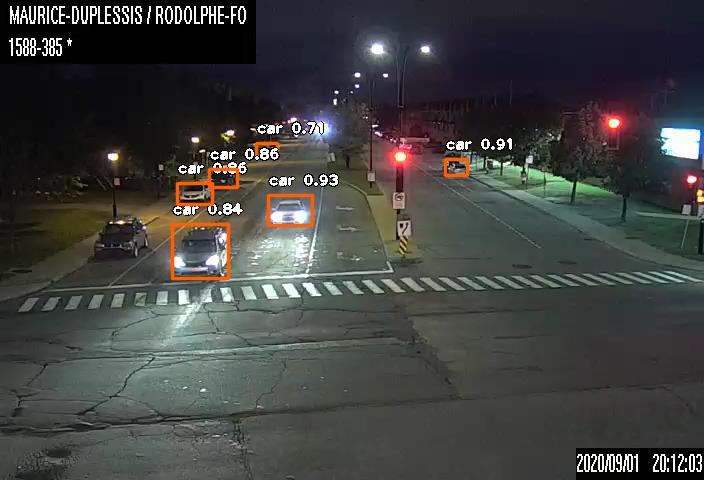 MAURICE-DUPLESSIS / RODOLPHE-FO
1588-385 *
car 0.71
car 0.86
car 0.86
car 0.91
car 0.93
car 0.84
2020/09/01 20:12:03